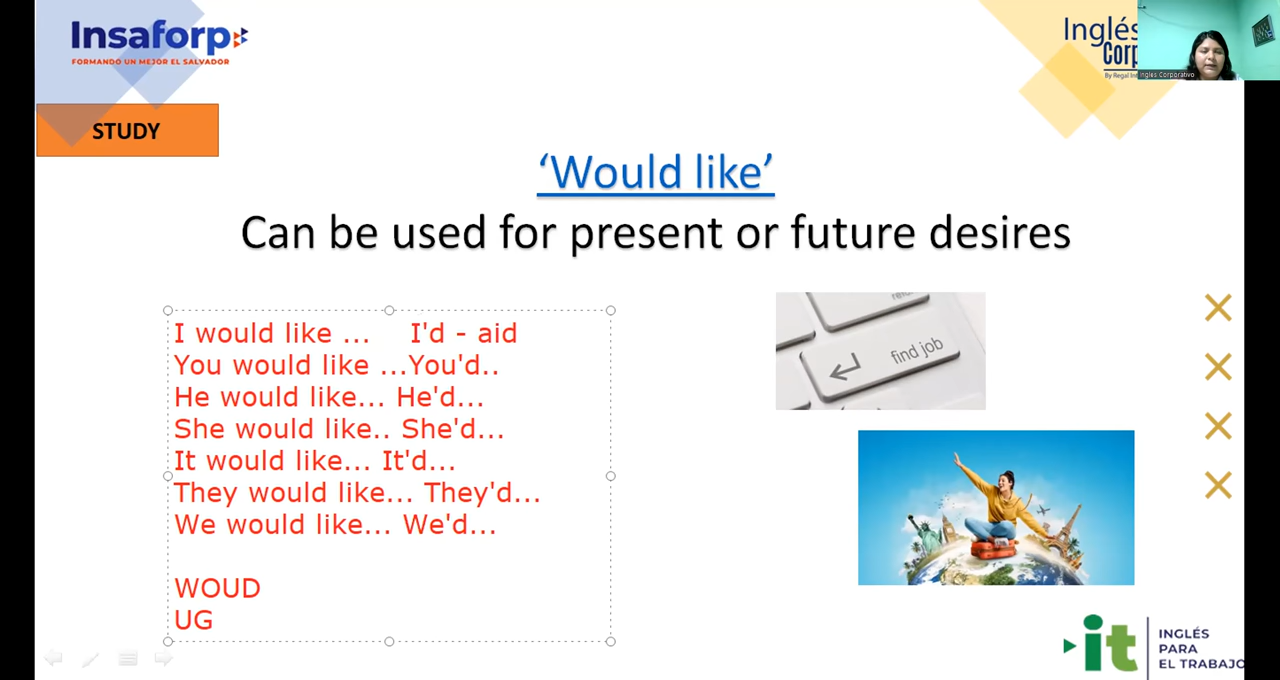 Insaforp
FORMANDO UN MEJOR EL SALVADOR
Inglés
Corp
Inglés Corporativo
STUDY
‘Would like’
Can be used for present or future desires
I would like ... I'd - aid
You would like ...You'd..
He would like... He'd...
She would like.. She'd...
It would like... It'd...
They would like... They'd...
We would like... We'd...
WOUD
UG
find job
it
INGLÉS
PARA
EL TRABAJO